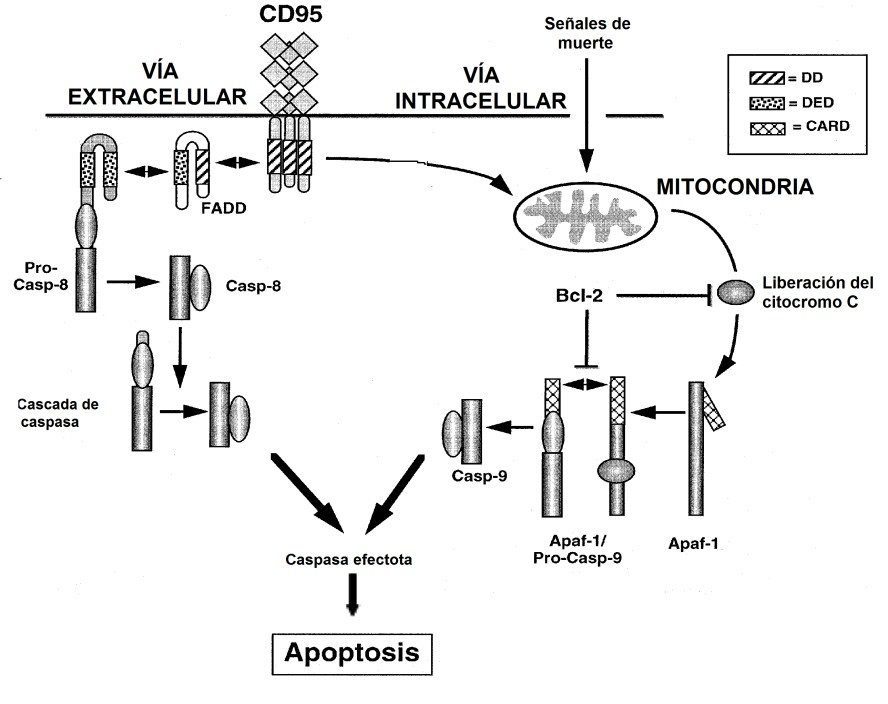 CD95
Señales de
muerte
VÍA
EXTRACELULAR
VÍA
INTRACELULAR
= DD
= DED
= CARD
FADD
MITOCONDRIA
Pro-
Casp-8
Casp-8
Bcl-2
Liberación del
citocromo C
Cascada de
caspasa
Casp-9
Apaf-1/
Pro-Casp-9
Apaf-1
Caspasa efectota
Apoptosis